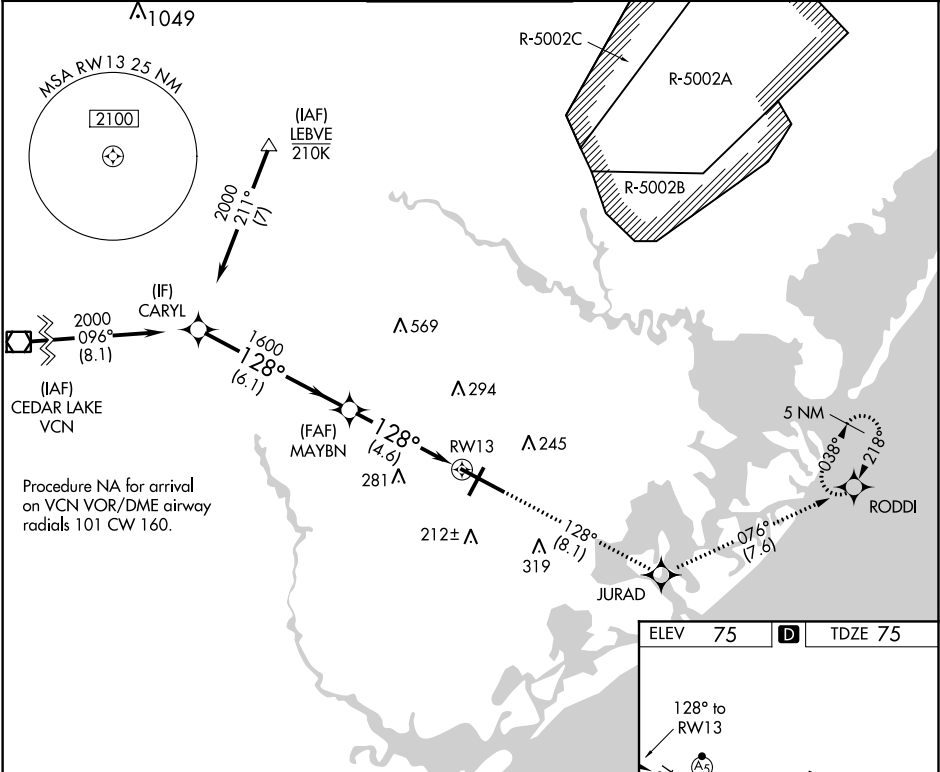 1049
MSA RW13 25 NM
2100
(IAF)
LEBVE
210K
2000
211°
(7)
R-5002C
R-5002A
R-5002B
(IF)
CARYL
2000
096°
(8.1)
(IAF)
CEDAR LAKE
VCN
1600
128°
(6.1)
569
294
(FAF)
MAYBN
128°
(4.6)
RW13
245
281
5 NM
038°
218°
RODDI
Procedure NA for arrival
on VCN VOR/DME airway
radials 101 CW 160.
212±
319
128°
(8.1)
076°
(7.6)
JURAD
ELEV 75 D TDZE 75
128° to
RW13
A5